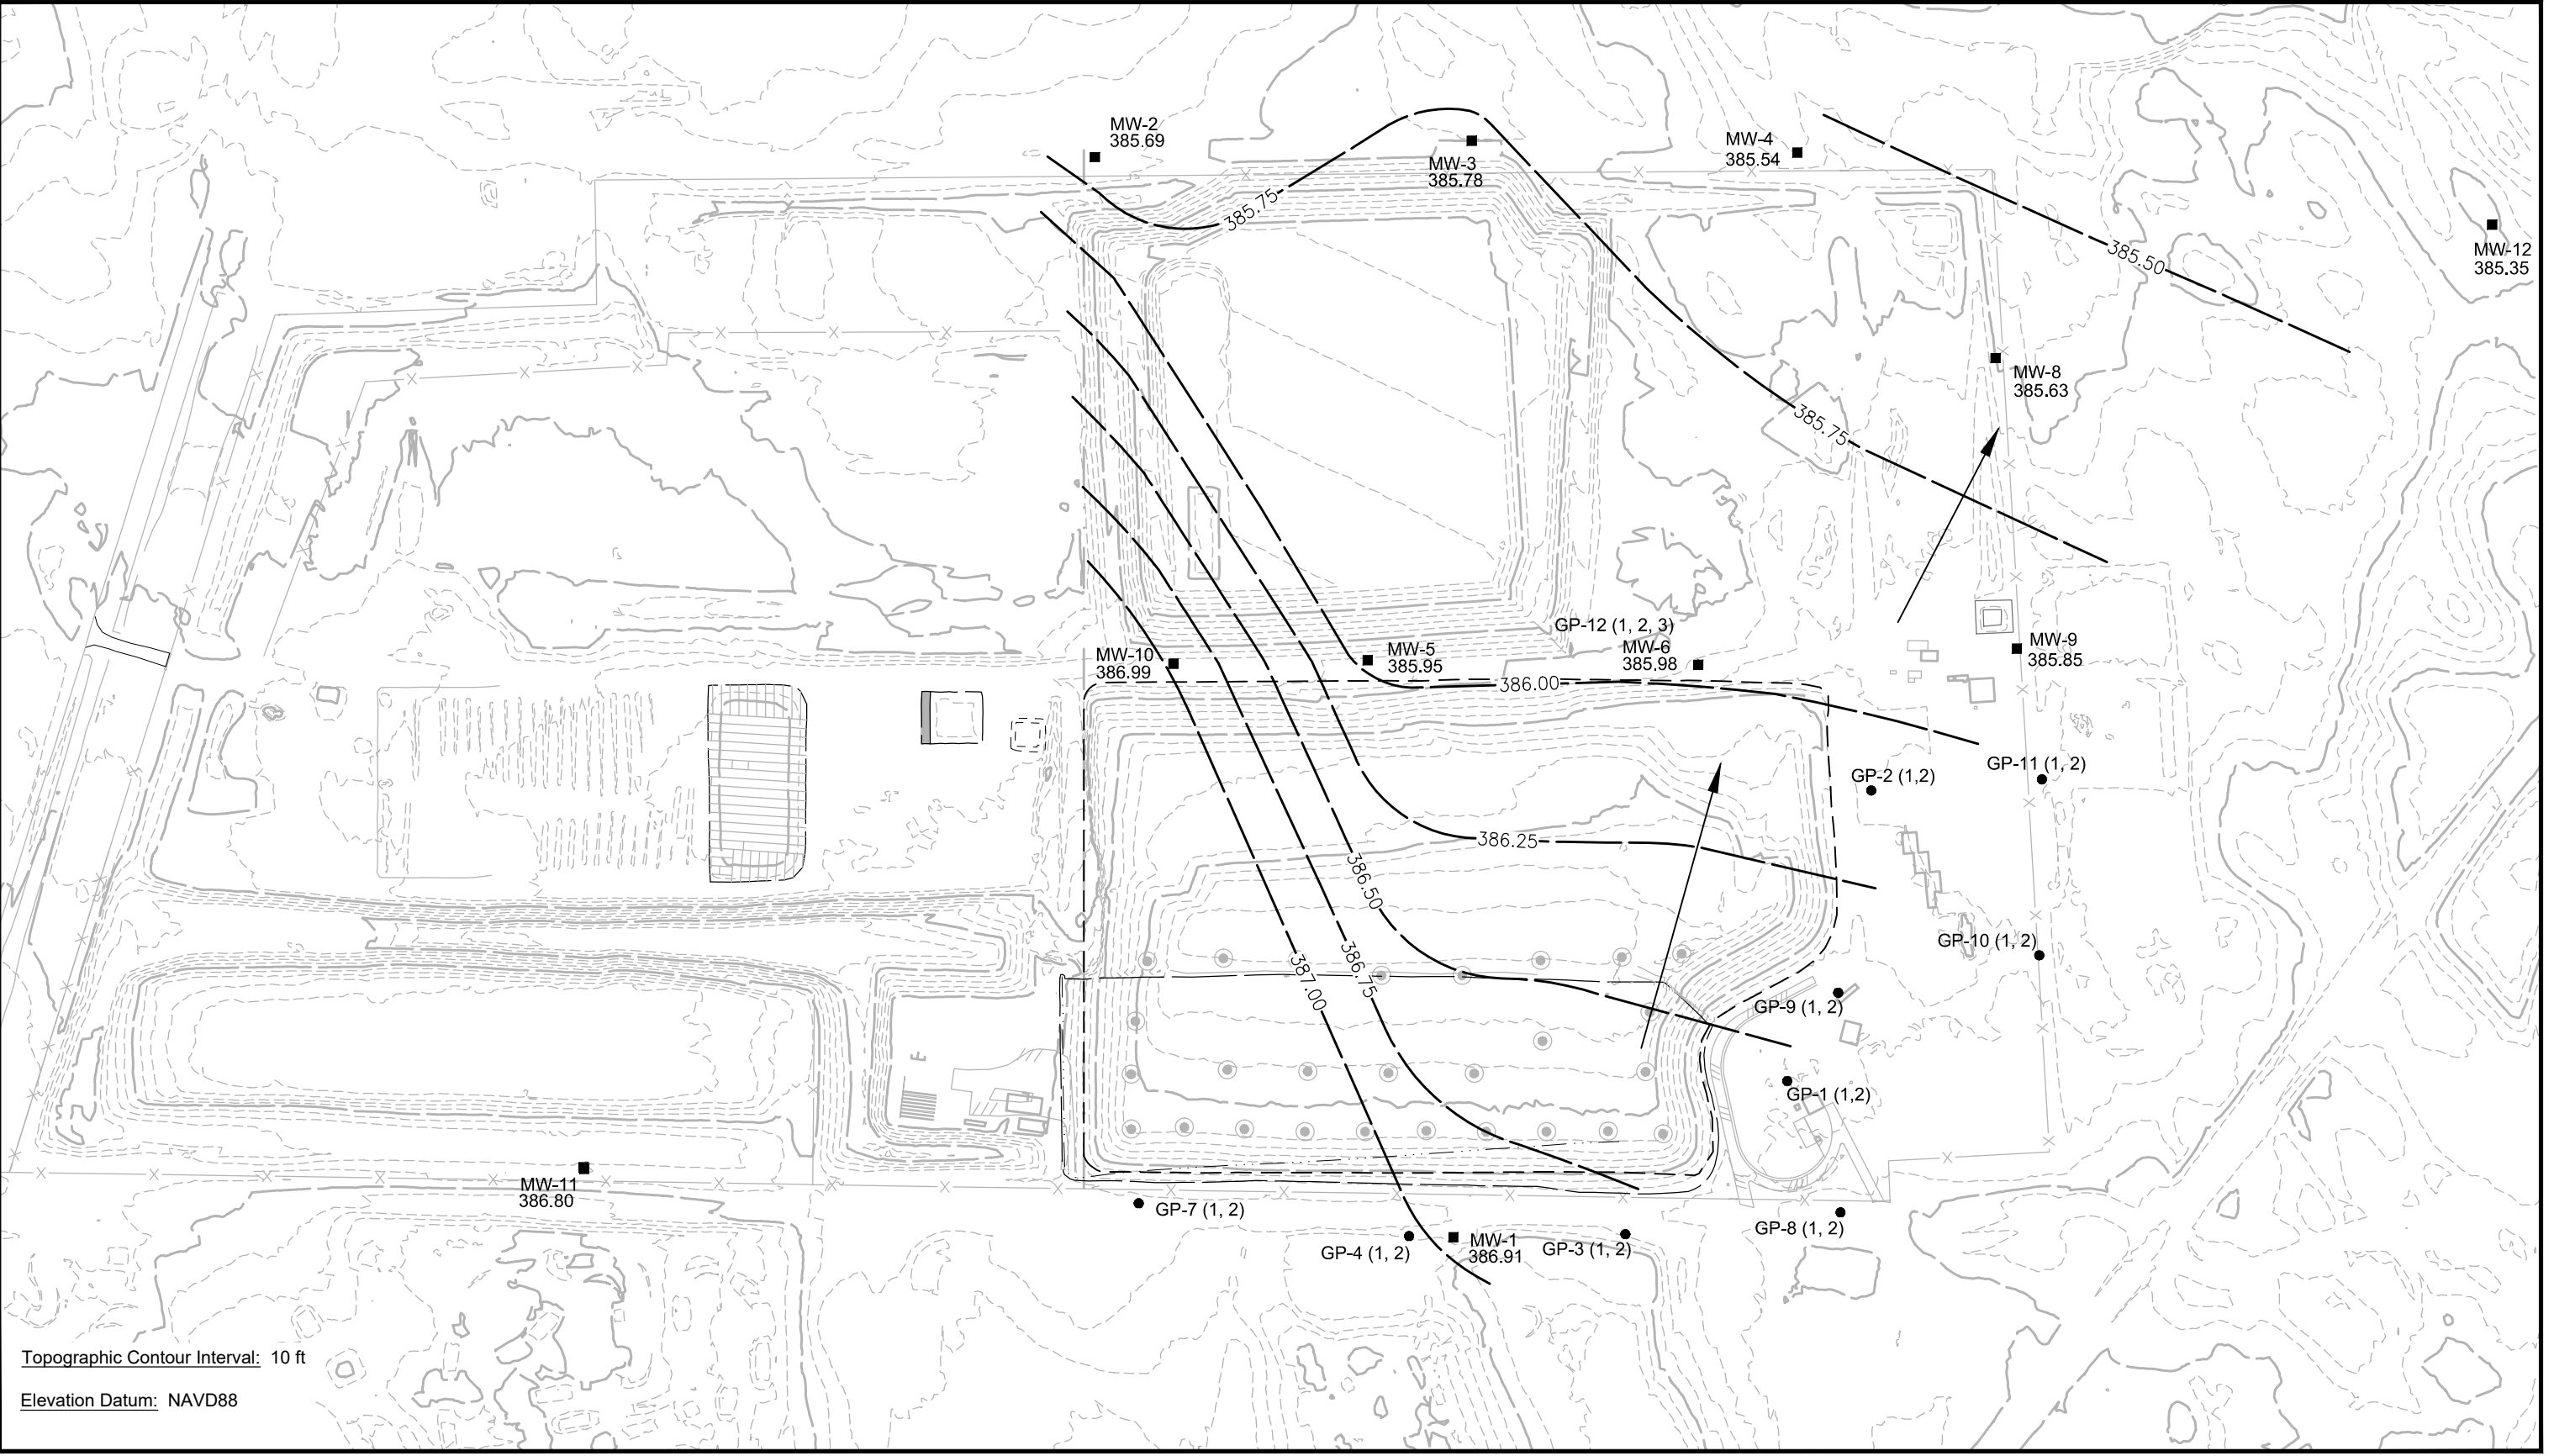 MW-2
385.69
MW-3
385.78
MW-4
385.54
MW-12
385.35
385.75
385.50
MW-8
385.63
385.75
GP-12 (1, 2, 3)
MW-10
386.99
MW-5
385.95
MW-6
385.98
MW-9
385.85
386.00
GP-2 (1,2)
GP-11 (1, 2)
386.25
386.50
386.75
387.00
GP-10 (1, 2)
GP-9 (1, 2)
GP-1 (1,2)
MW-11
386.80
GP-7 (1, 2)
GP-4 (1, 2)
MW-1
386.91
GP-3 (1, 2)
GP-8 (1, 2)
Topographic Contour Interval: 10 ft
Elevation Datum: NAVD88